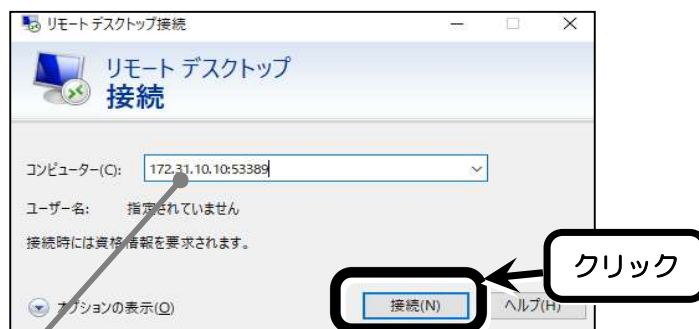 リモート デスクトップ接続
リモート デスクトップ
接続
コンピューター(C): 172.31.10.10:53389
ユーザー名: 指定されていません
接続時には資格情報を要求されます。
クリック
オプションの表示(O) 接続(N) ヘルプ(H)